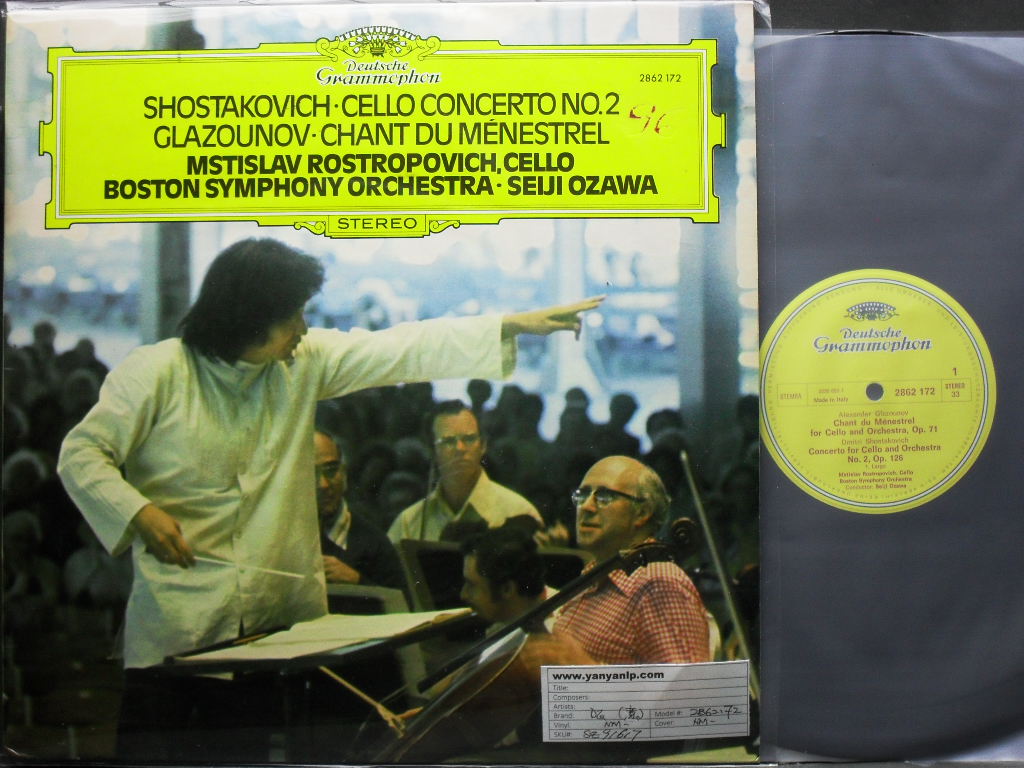 Deutsche
Grammophon
2862 172
SHOSTAKOVICH · CELLO CONCERTO NO. 2
GLAZOUNOV · CHANT DU MÉNESTREL
MSTISLAV ROSTROPOVICH, CELLO
BOSTON SYMPHONY ORCHESTRA · SEIJI OZAWA
STEREO
www.yanyanlp.com
Title:
Composers:
Artists:
Brand: Model #: 2862172
Vinyl: NM- Cover: NM-
SKU#:
Deutsche
Grammophon
1
STEMRA
Made in Italy
2862 172
STEREO
33
Alexander Glazounov
Chant du Ménestrel
for Cello and Orchestra, Op. 71
Dmitri Shostakovich
Concerto for Cello and Orchestra
No. 2, Op. 126
1. Largo
Mstislav Rostropovich, Cello
Boston Symphony Orchestra
Conductor: Seiji Ozawa